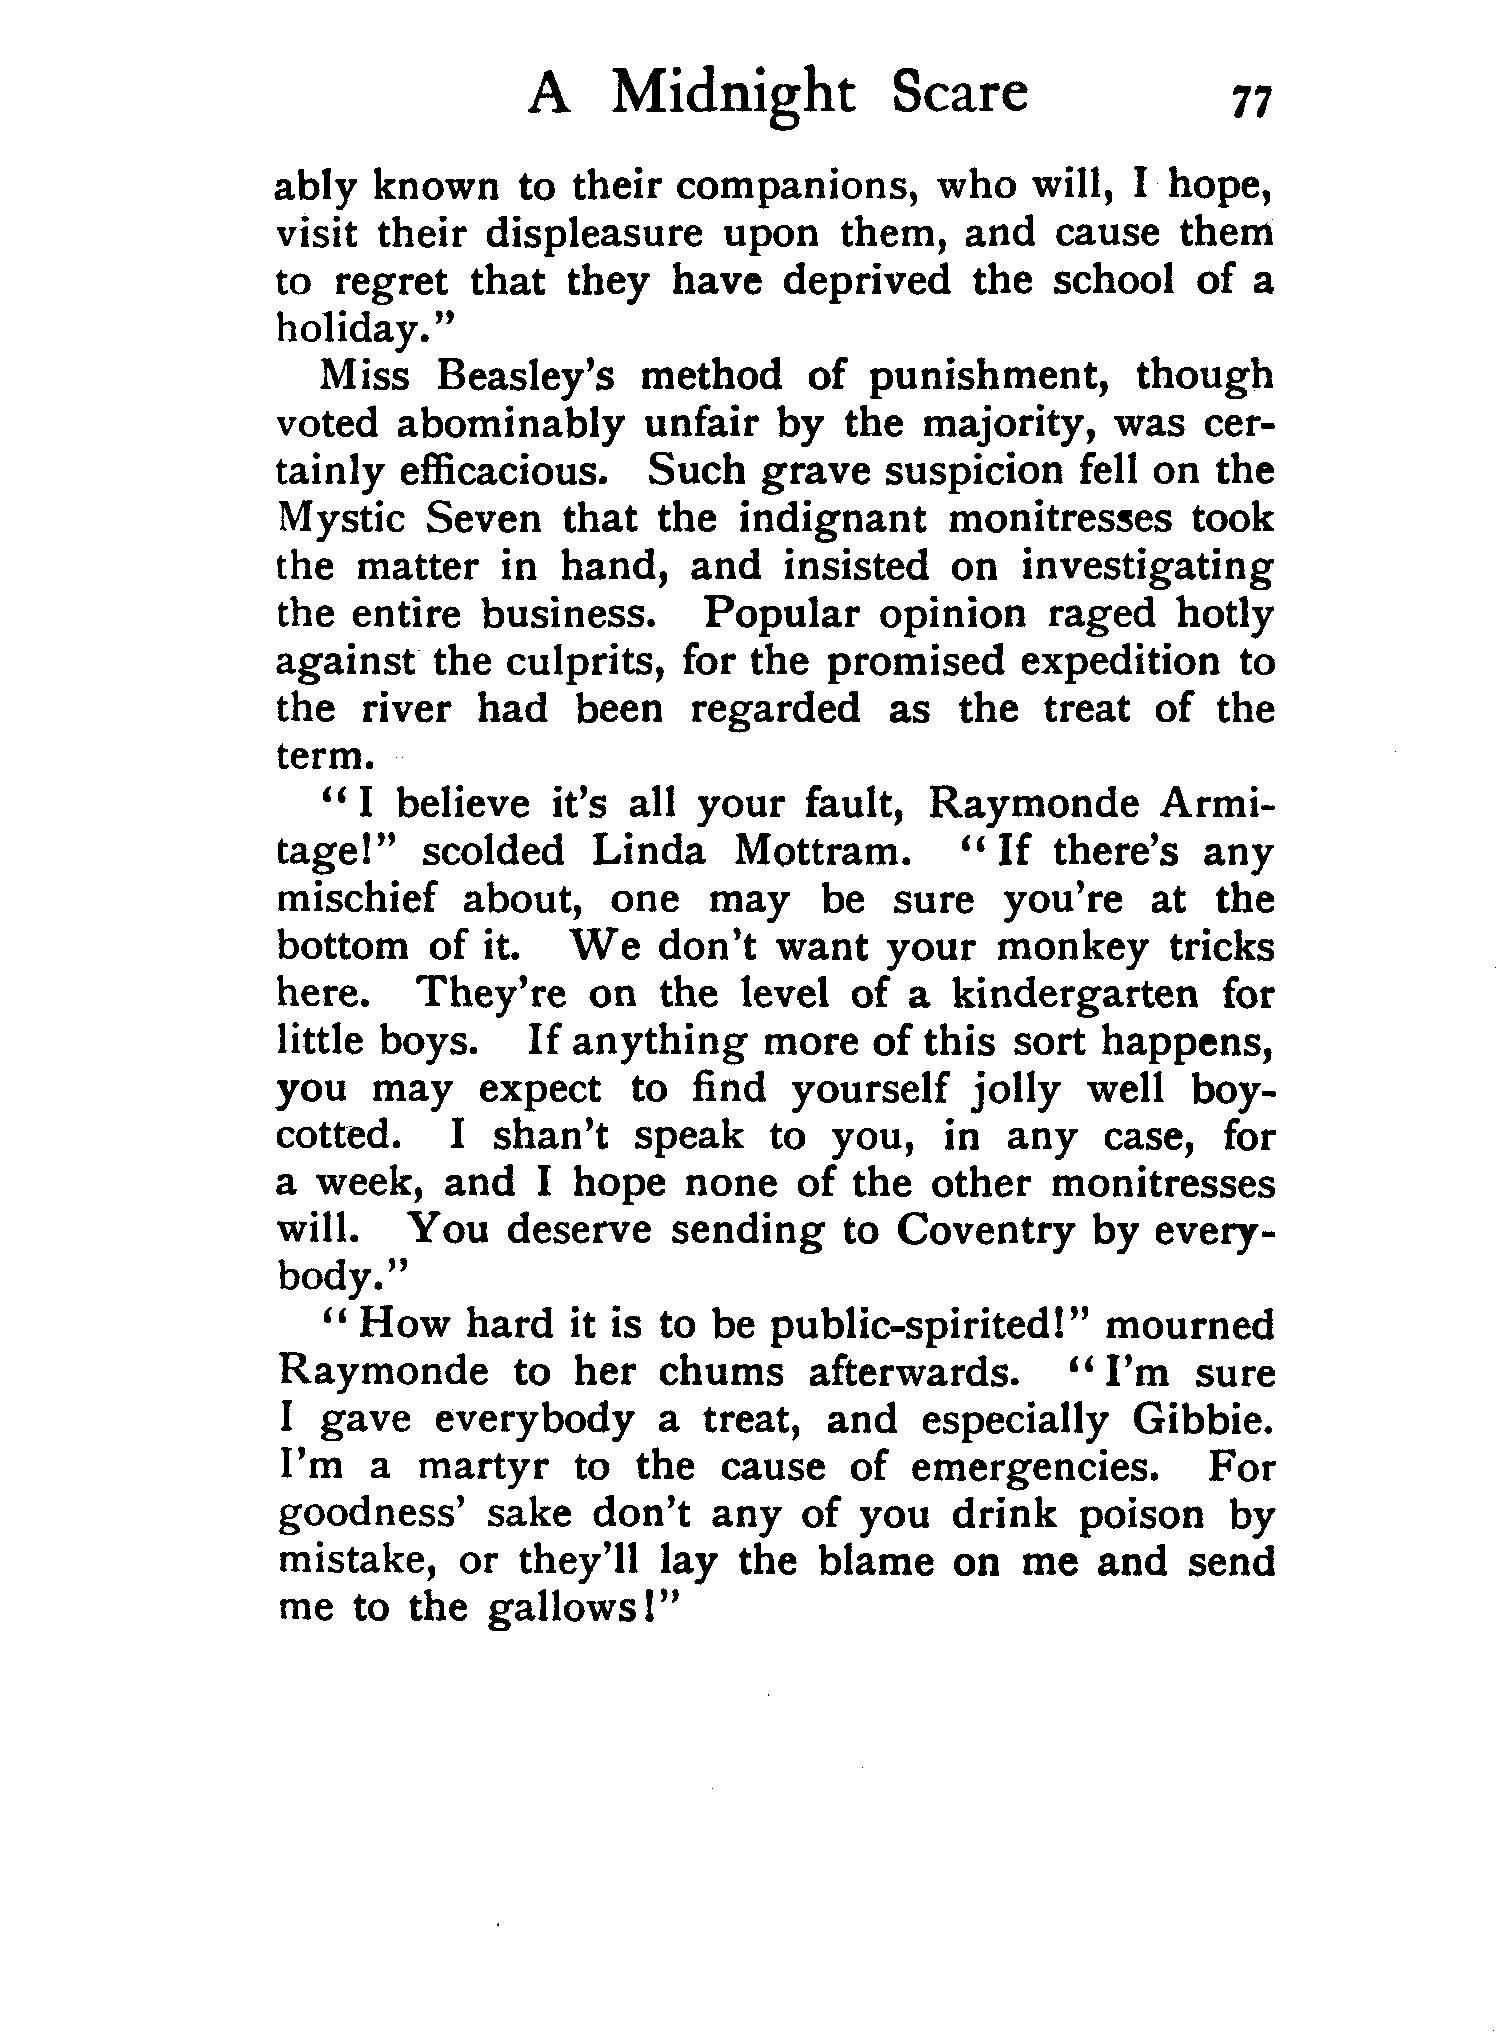 A Midnight Scare 77
ably known to their companions, who will, I hope,
visit their displeasure upon them, and cause them
to regret that they have deprived the school of a
holiday."
Miss Beasley's method of punishment, though
voted abominably unfair by the majority, was cer-
tainly efficacious. Such grave suspicion fell on the
Mystic Seven that the indignant monitresses took
the matter in hand, and insisted on investigating
the entire business. Popular opinion raged hotly
against the culprits, for the promised expedition to
the river had been regarded as the treat of the
term.
"I believe it's all your fault, Raymonde Armi-
tage!" scolded Linda Mottram. "If there's any
mischief about, one may be sure you're at the
bottom of it. We don't want your monkey tricks
here. They're on the level of a kindergarten for
little boys. If anything more of this sort happens,
you may expect to find yourself jolly well boy-
cotted. I shan't speak to you, in any case, for
a week, and I hope none of the other monitresses
will. You deserve sending to Coventry by every-
body."
"How hard it is to be public-spirited!" mourned
Raymonde to her chums afterwards. "I'm sure
I gave everybody a treat, and especially Gibbie.
I'm a martyr to the cause of emergencies. For
goodness' sake don't any of you drink poison by
mistake, or they'll lay the blame on me and send
me to the gallows!"